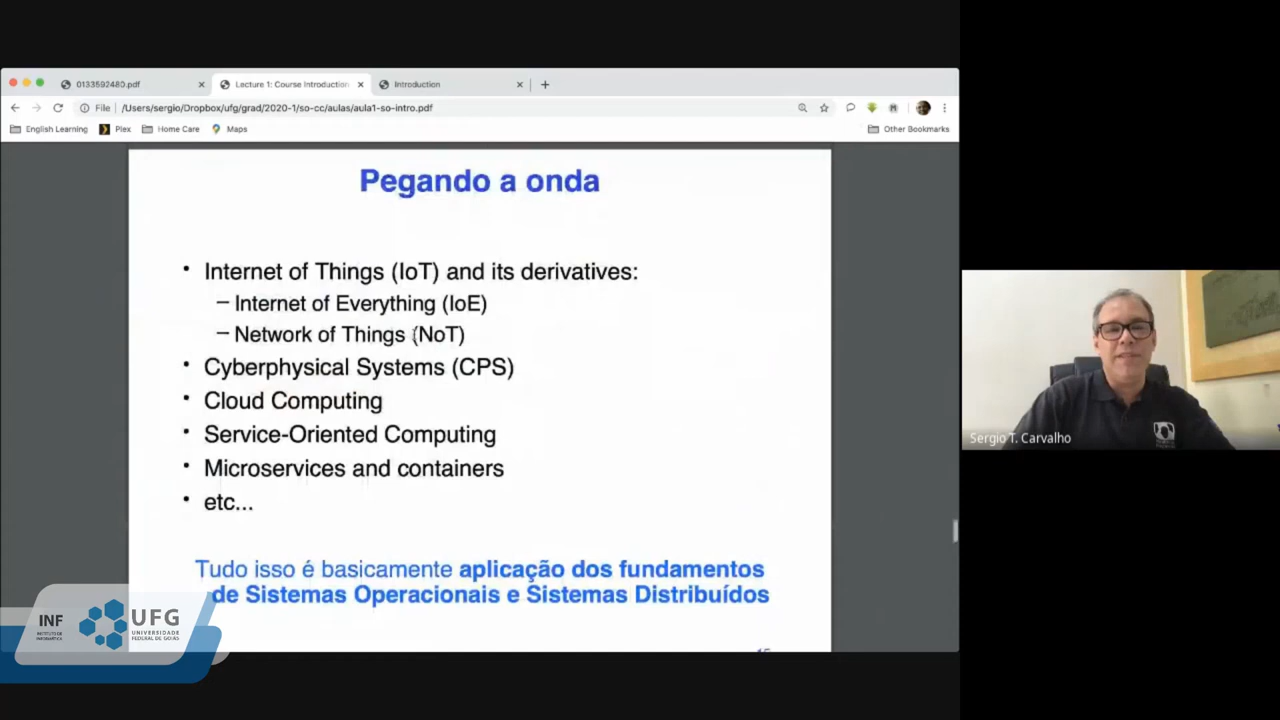 0133592480.pdf
Lecture 1: Course Introduction
Introduction
File
/Users/sergio/Dropbox/ufg/grad/2020-1/so-cc/aulas/aula1-so-intro.pdf
English Learning
Plex
Home Care
Maps
Other Bookmarks
Pegando a onda
• Internet of Things (IoT) and its derivatives:
– Internet of Everything (IoE)
– Network of Things (NoT)
• Cyberphysical Systems (CPS)
• Cloud Computing
• Service-Oriented Computing
• Microservices and containers
• etc...
Tudo isso é basicamente aplicação dos fundamentos
de Sistemas Operacionais e Sistemas Distribuídos
Sergio T. Carvalho
INF
INSTITUTO DE
INFORMÁTICA
UFG
UNIVERSIDADE
FEDERAL DE GOIÁS